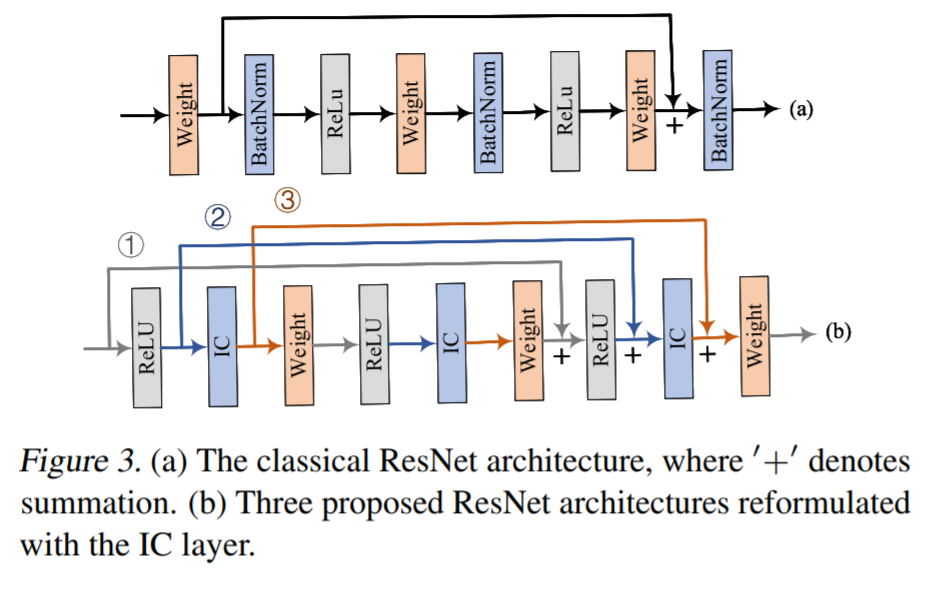 Weight
BatchNorm
ReLu
Weight
BatchNorm
ReLu
Weight
+
BatchNorm
(a)
①
②
③
ReLU
IC
Weight
ReLU
IC
Weight
+
ReLU
+
IC
+
Weight
(b)
Figure 3. (a) The classical ResNet architecture, where ′+′ denotes
summation. (b) Three proposed ResNet architectures reformulated
with the IC layer.